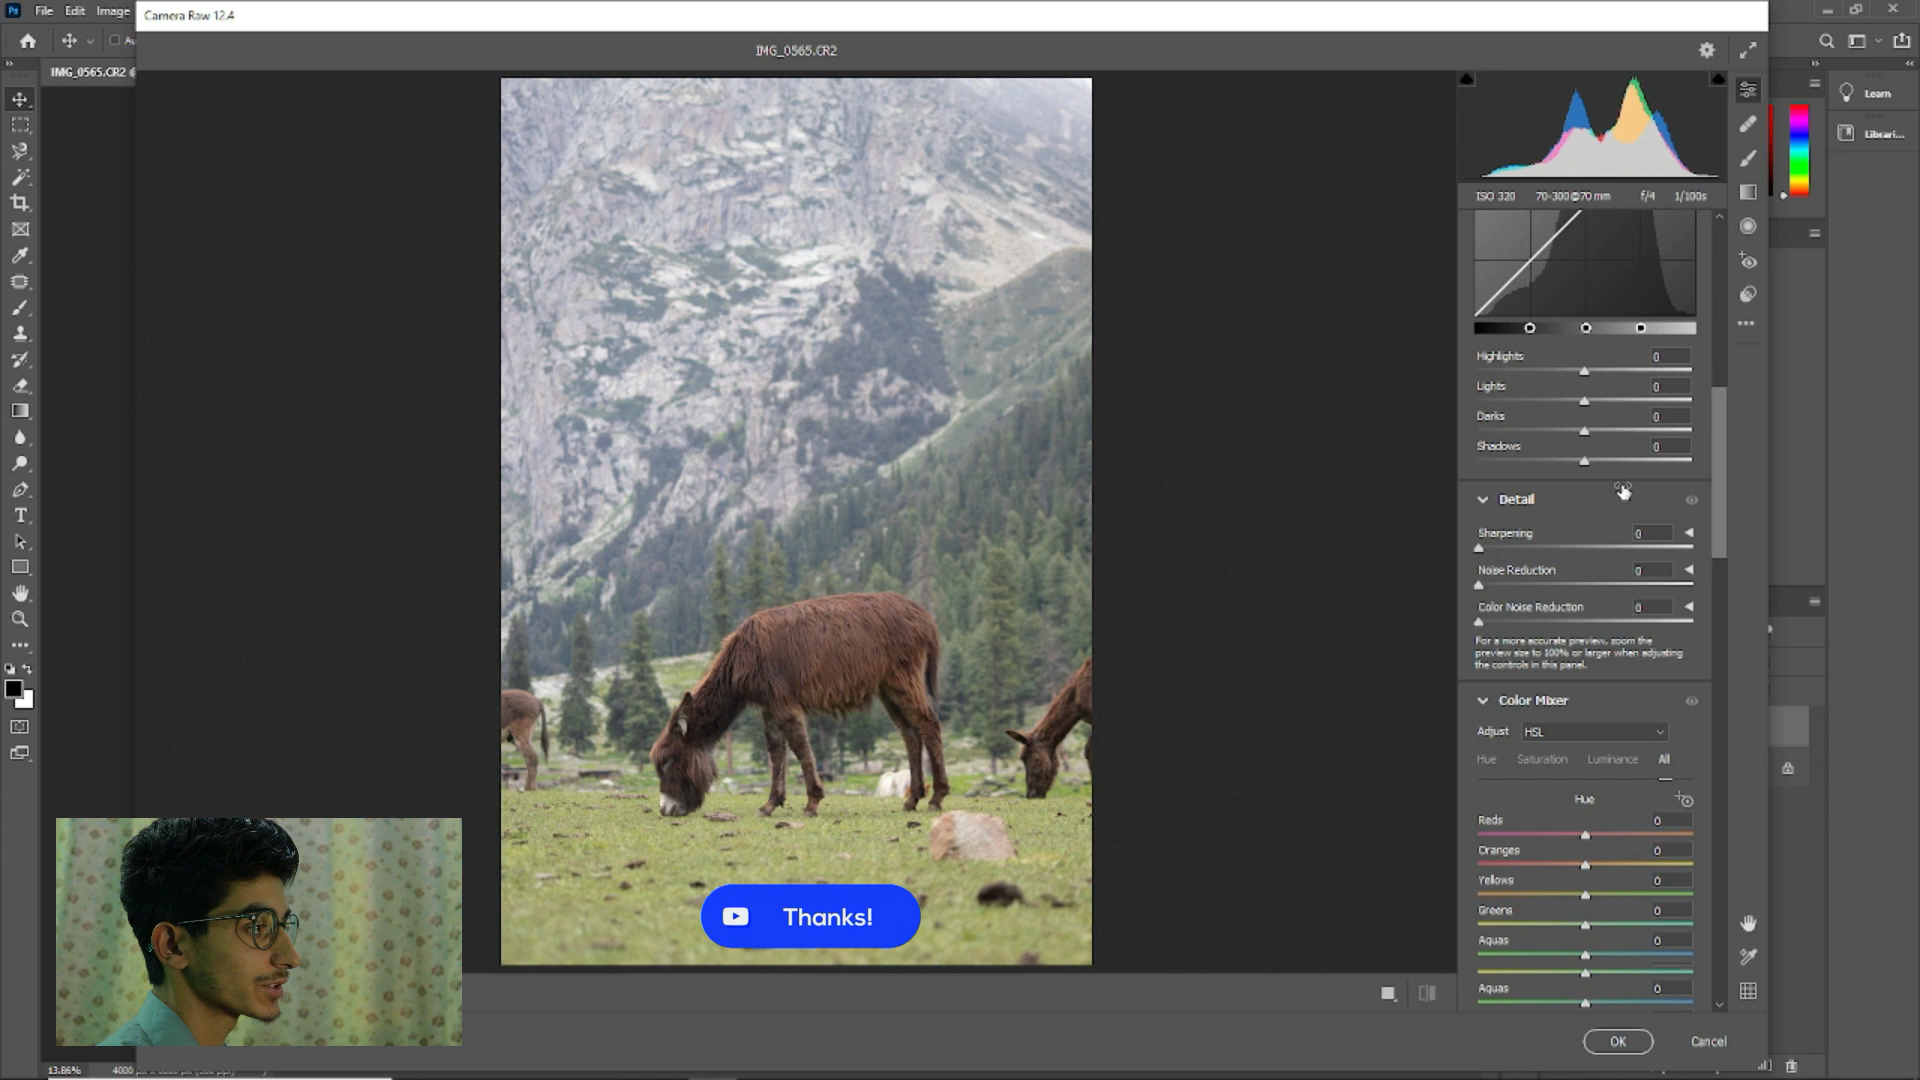 Ps File Edit Image
Camera Raw 12.4
IMG_0565.CR2
IMG_0565.CR2 @
Learn
Librari...
ISO 320 70-300@70 mm f/4 1/100s
Highlights 0
Lights 0
Darks 0
Shadows 0
Detail
Sharpening 0
Noise Reduction 0
Color Noise Reduction 0
For a more accurate preview, zoom the
preview size to 100% or larger when adjusting
the controls in this panel.
Color Mixer
Adjust HSL
Hue Saturation Luminance All
Hue
Reds 0
Oranges 0
Yellows 0
Greens 0
Aquas 0
Aquas 0
Thanks!
OK Cancel
13.86%